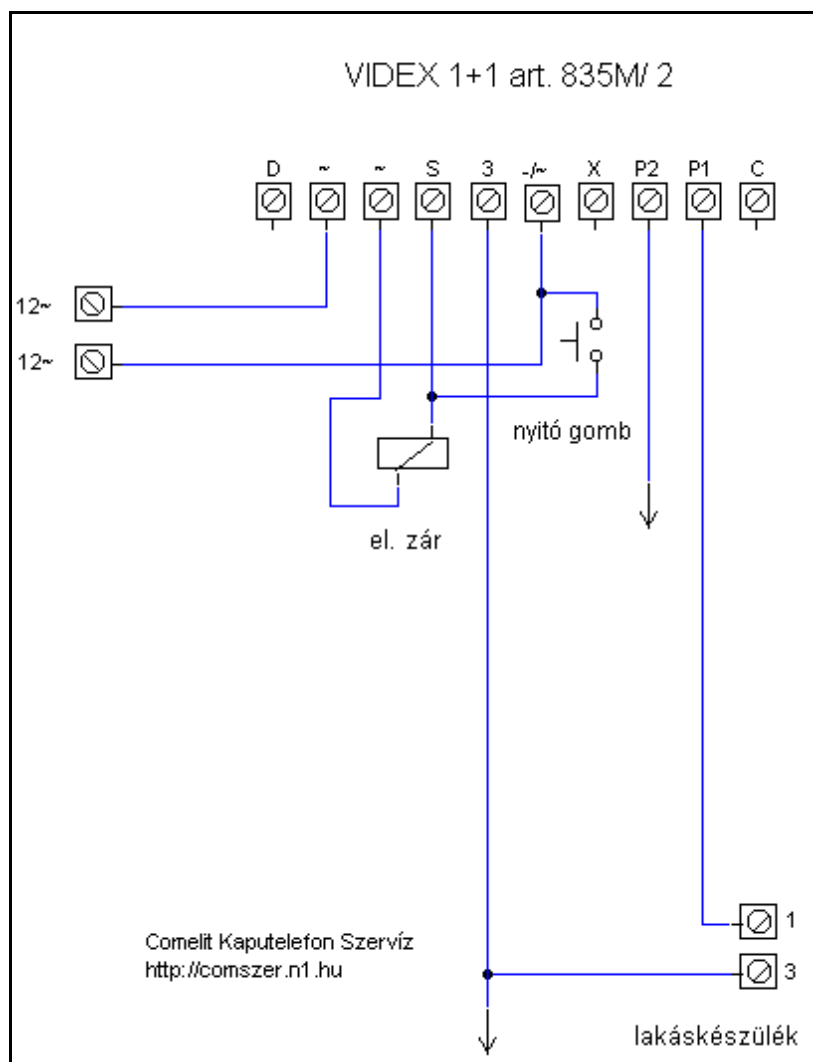 VIDEX 1+1 art. 835M/ 2
D ~ ~ S 3 -/~ X P2 P1 C
12~
12~
nyitó gomb
el. zár
1
Comelit Kaputelefon Szervíz
http://comszer.n1.hu
3
lakáskészülék